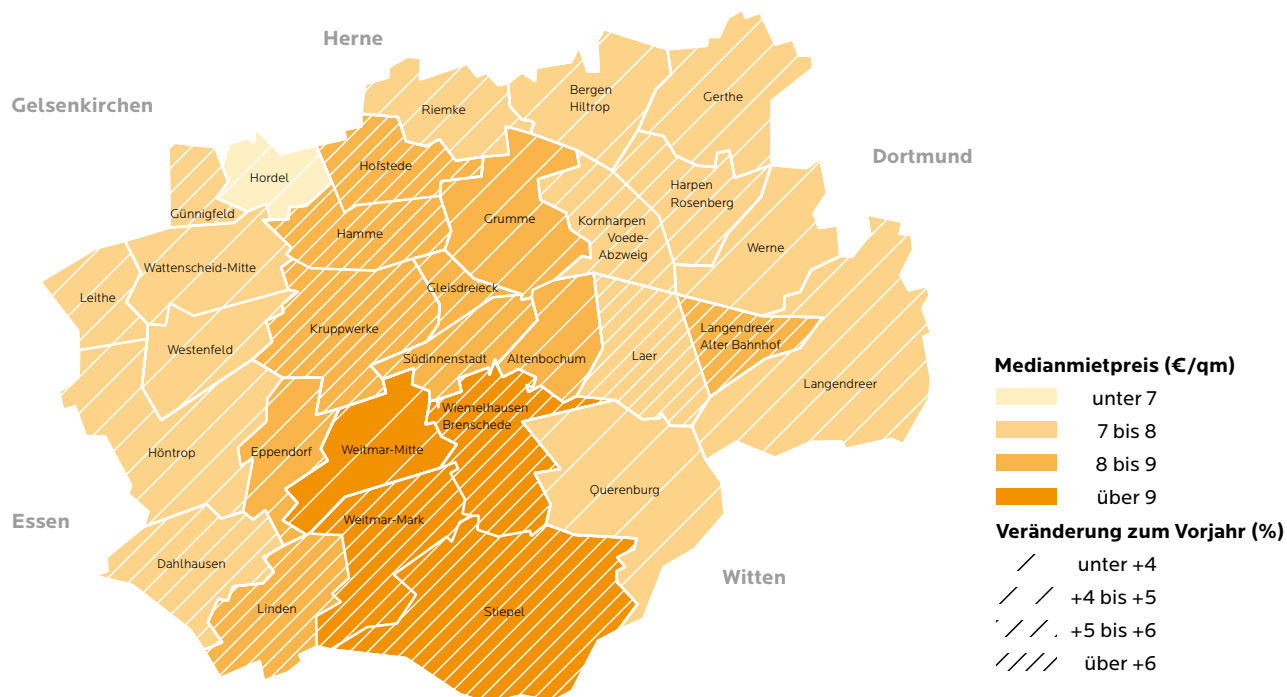 Herne
Gelsenkirchen
Dortmund
Essen
Witten
Riemke
Bergen
Hiltrop
Gerthe
Hordel
Hofstede
Günnigfeld
Hamme
Grumme
Harpen
Rosenberg
Kornharpen
Voede-
Abzweig
Werne
Wattenscheid-Mitte
Leithe
Gleisdreieck
Kruppwerke
Westenfeld
Südinnenstadt
Altenbochum
Laer
Langendreer
Alter Bahnhof
Langendreer
Höntrop
Eppendorf
Weitmar-Mitte
Wiemelhausen
Brenschede
Querenburg
Weitmar-Mark
Dahlhausen
Linden
Stiepel
Medianmietpreis (€/qm)
unter 7
7 bis 8
8 bis 9
über 9
Veränderung zum Vorjahr (%)
unter +4
+4 bis +5
+5 bis +6
über +6